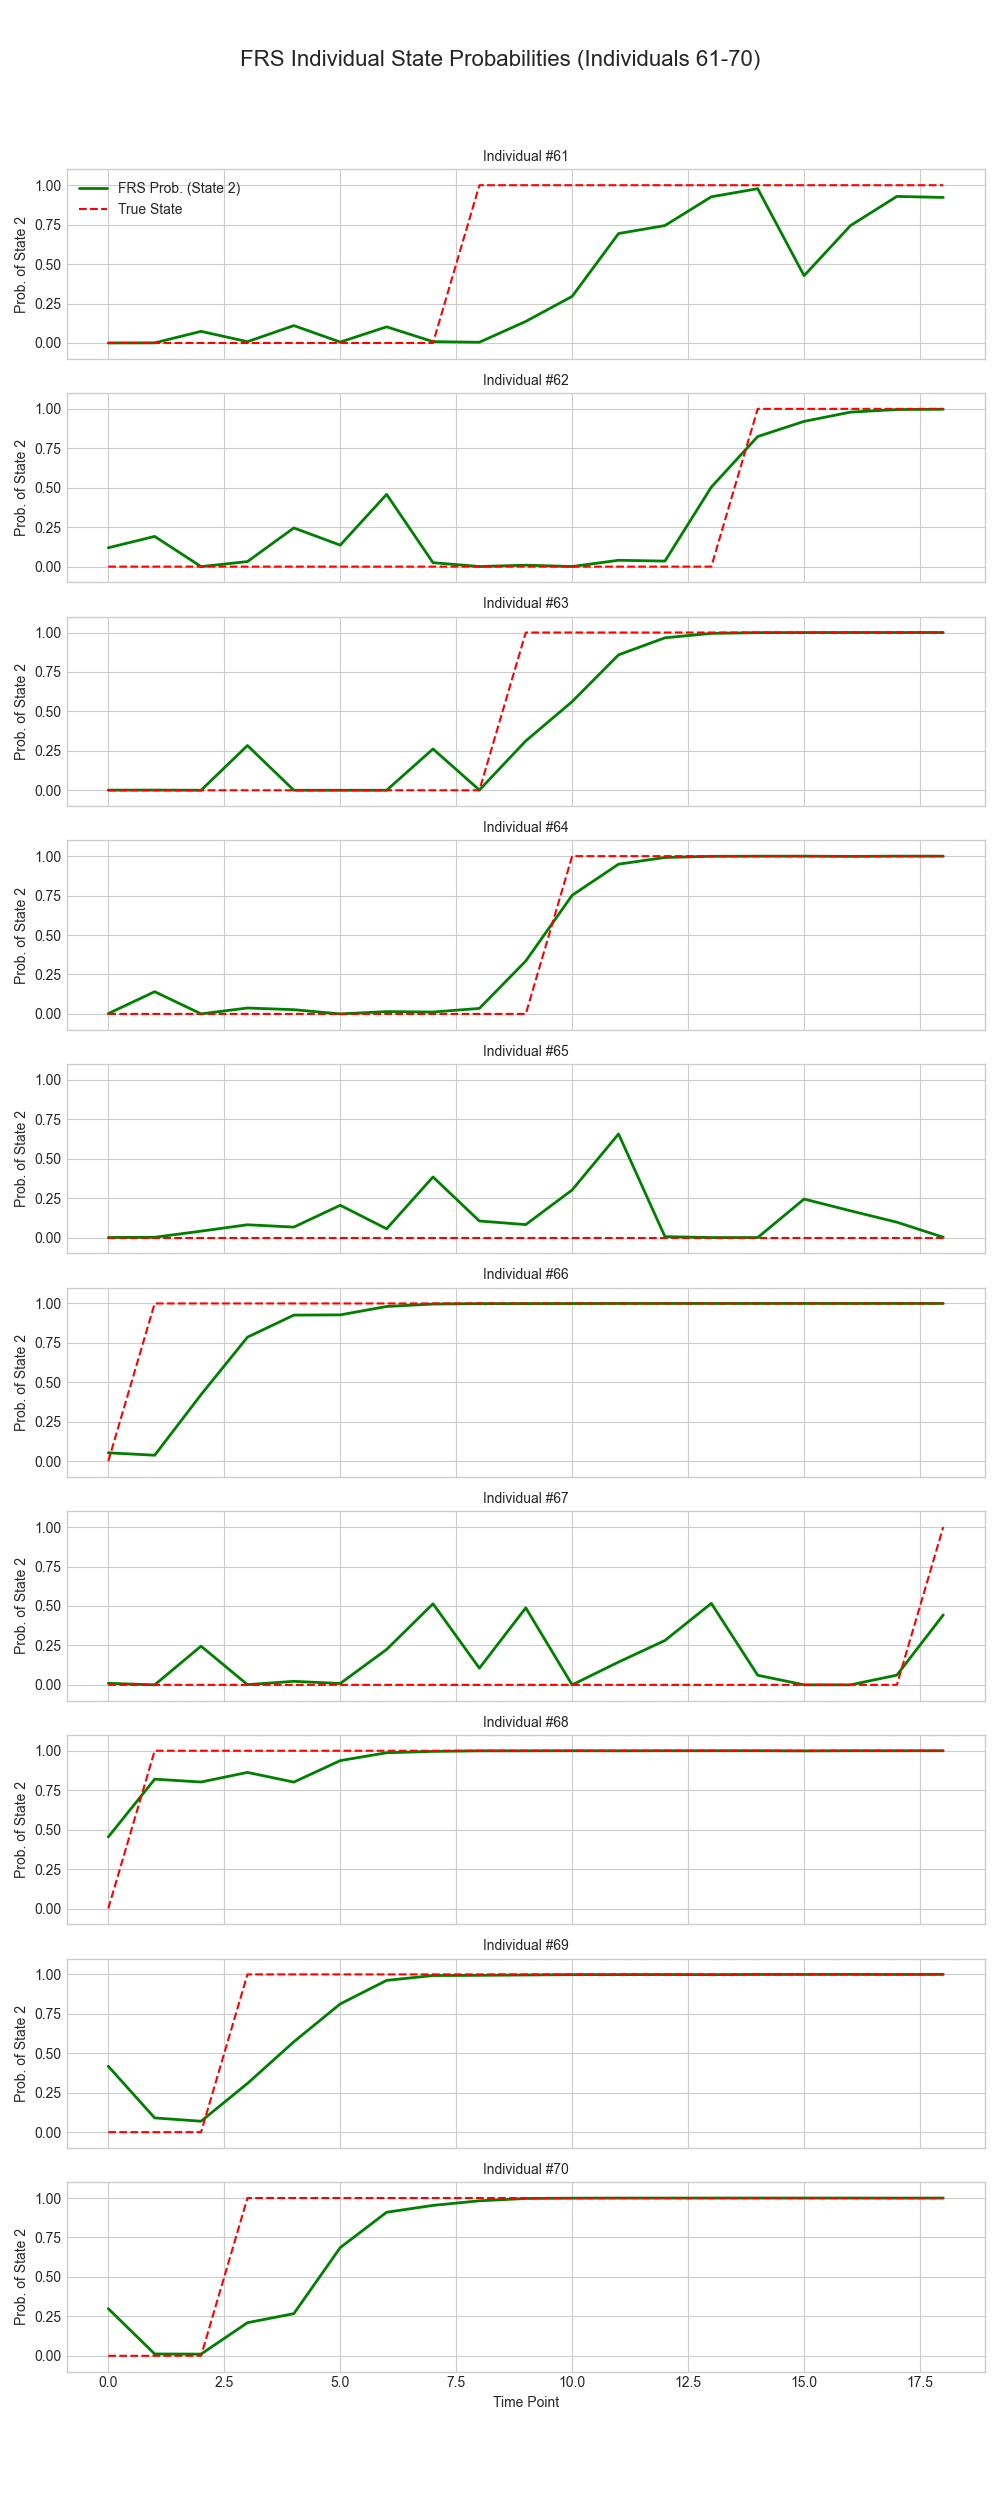 FRS Individual State Probabilities (Individuals 61-70)
Individual #61
1.00
0.75
0.50
0.25
0.00
Prob. of State 2
FRS Prob. (State 2)
True State
Individual #62
1.00
0.75
0.50
0.25
0.00
Prob. of State 2
Individual #63
1.00
0.75
0.50
0.25
0.00
Prob. of State 2
Individual #64
1.00
0.75
0.50
0.25
0.00
Prob. of State 2
Individual #65
1.00
0.75
0.50
0.25
0.00
Prob. of State 2
Individual #66
1.00
0.75
0.50
0.25
0.00
Prob. of State 2
Individual #67
1.00
0.75
0.50
0.25
0.00
Prob. of State 2
Individual #68
1.00
0.75
0.50
0.25
0.00
Prob. of State 2
Individual #69
1.00
0.75
0.50
0.25
0.00
Prob. of State 2
Individual #70
1.00
0.75
0.50
0.25
0.00
Prob. of State 2
0.0 2.5 5.0 7.5 10.0 12.5 15.0 17.5
Time Point